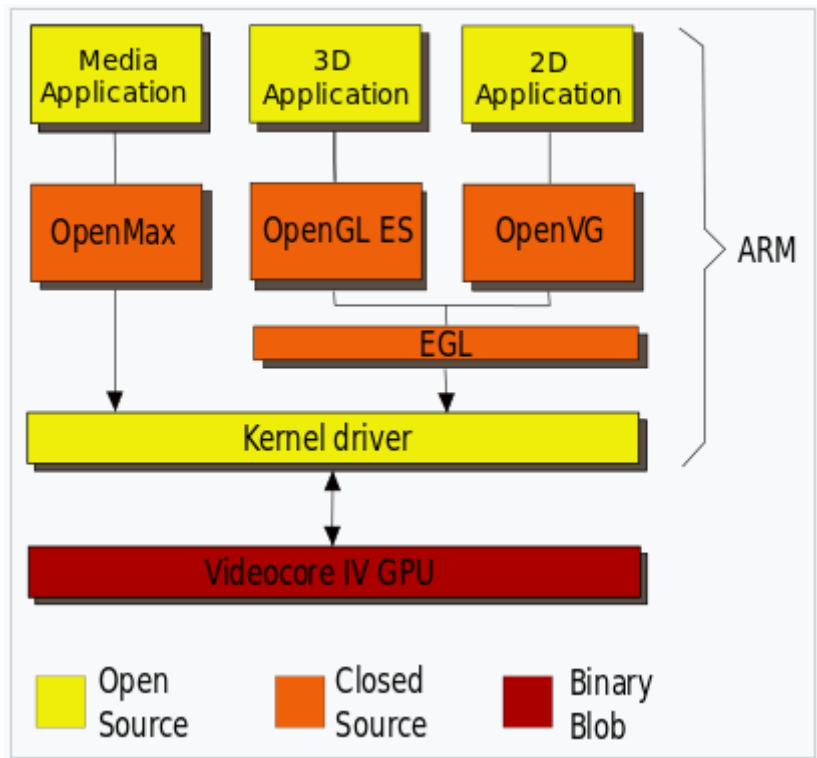 Media
Application
3D
Application
2D
Application
OpenMax
OpenGL ES
OpenVG
ARM
EGL
Kernel driver
Videocore IV GPU
Open
Source
Closed
Source
Binary
Blob